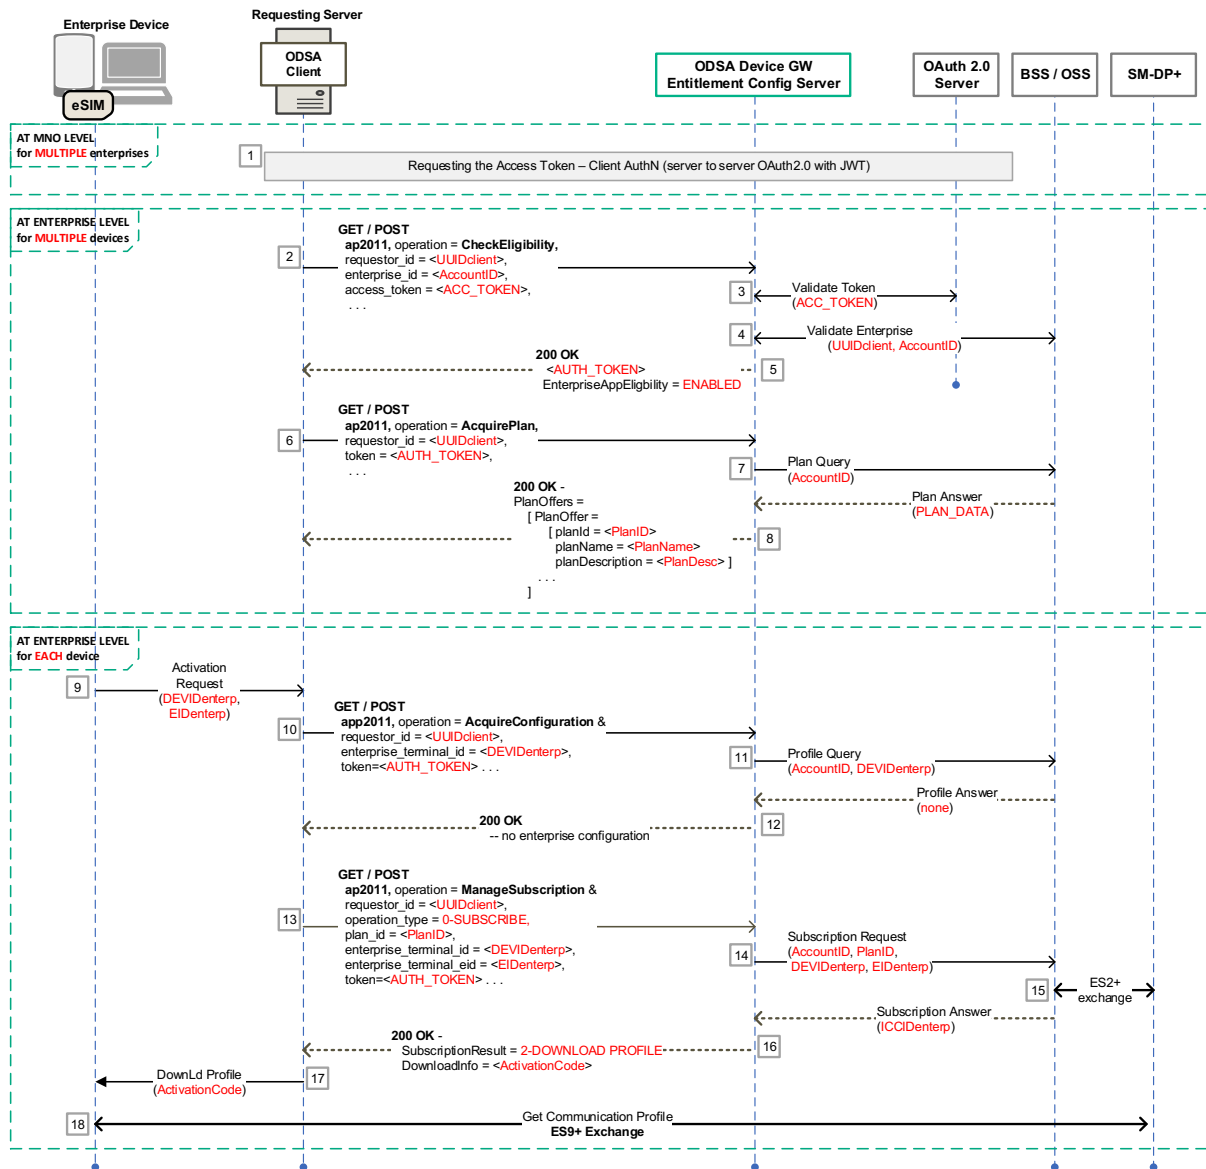 Requesting Server
Enterprise Device
ODSA
Client
eSIM
ODSA Device GW
Entitlement Config Server
OAuth 2.0
Server
BSS / OSS
SM-DP+
AT MNO LEVEL
for MULTIPLE enterprises
1
Requesting the Access Token – Client AuthN (server to server OAuth2.0 with JWT)
AT ENTERPRISE LEVEL
for MULTIPLE devices
2
GET / POST
ap2011, operation = CheckEligibility,
requestor_id = <UUIDclient>,
enterprise_id = <AccountID>,
access_token = <ACC_TOKEN>,
. . .
3
Validate Token
(ACC_TOKEN)
4
Validate Enterprise
(UUIDclient, AccountID)
200 OK
<AUTH_TOKEN>
EnterpriseAppEligbility = ENABLED
5
GET / POST
ap2011, operation = AcquirePlan,
requestor_id = <UUIDclient>,
token = <AUTH_TOKEN>,
. . .
6
7
Plan Query
(AccountID)
Plan Answer
(PLAN_DATA)
200 OK -
PlanOffers =
[ PlanOffer =
[ planId = <PlanID>
planName = <PlanName>
planDescription = <PlanDesc> ]
. . .
]
8
AT ENTERPRISE LEVEL
for EACH device
9
Activation
Request
(DEVIDenterp,
EIDenterp)
10
GET / POST
app2011, operation = AcquireConfiguration &
requestor_id = <UUIDclient>,
enterprise_terminal_id = <DEVIDenterp>,
token=<AUTH_TOKEN> . . .
11
Profile Query
(AccountID, DEVIDenterp)
Profile Answer
(none)
12
200 OK
-- no enterprise configuration
13
GET / POST
ap2011, operation = ManageSubscription &
requestor_id = <UUIDclient>,
operation_type = 0-SUBSCRIBE,
plan_id = <PlanID>,
enterprise_terminal_id = <DEVIDenterp>,
enterprise_terminal_eid = <EIDenterp>,
token=<AUTH_TOKEN> . . .
14
Subscription Request
(AccountID, PlanID,
DEVIDenterp, EIDenterp)
15
ES2+
exchange
Subscription Answer
(ICCIDenterp)
16
200 OK -
SubscriptionResult = 2-DOWNLOAD PROFILE
DownloadInfo = <ActivationCode>
17
DownLd Profile
(ActivationCode)
18
Get Communication Profile
ES9+ Exchange